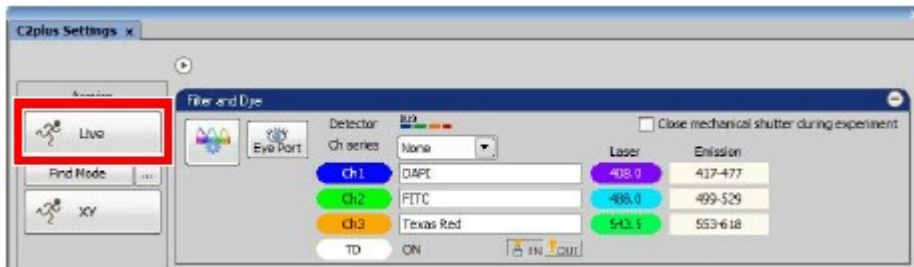 C2plus Settings x
Acquire
Live
Find Mode ...
XY
Filter and Dye
Eye Port
Detector
Ch series None
Close mechanical shutter during experiment
Laser Emission
Ch1 DAPI 408.0 417-477
Ch2 FITC 488.0 499-529
Ch3 Texas Red 543.5 553-618
TD ON IN OUT